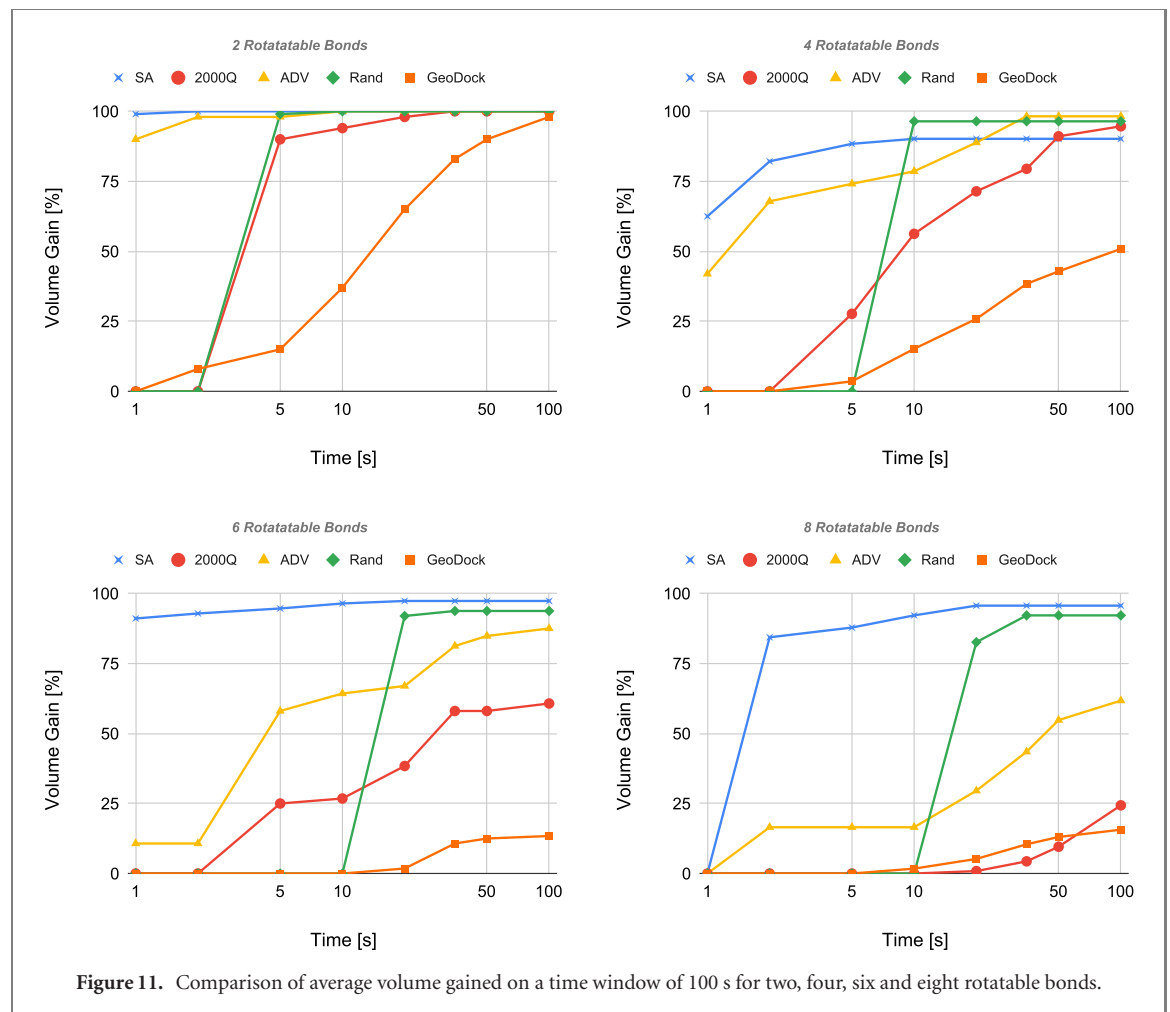 2 Rotatatable Bonds
SA 2000Q ADV Rand GeoDock
Volume Gain [%]
100
75
50
25
0
1 5 10 50 100
Time [s]
4 Rotatatable Bonds
SA 2000Q ADV Rand GeoDock
Volume Gain [%]
100
75
50
25
0
1 5 10 50 100
Time [s]
6 Rotatatable Bonds
SA 2000Q ADV Rand GeoDock
Volume Gain [%]
100
75
50
25
0
1 5 10 50 100
Time [s]
8 Rotatatable Bonds
SA 2000Q ADV Rand GeoDock
Volume Gain [%]
100
75
50
25
0
1 5 10 50 100
Time [s]
Figure 11. Comparison of average volume gained on a time window of 100 s for two, four, six and eight rotatable bonds.